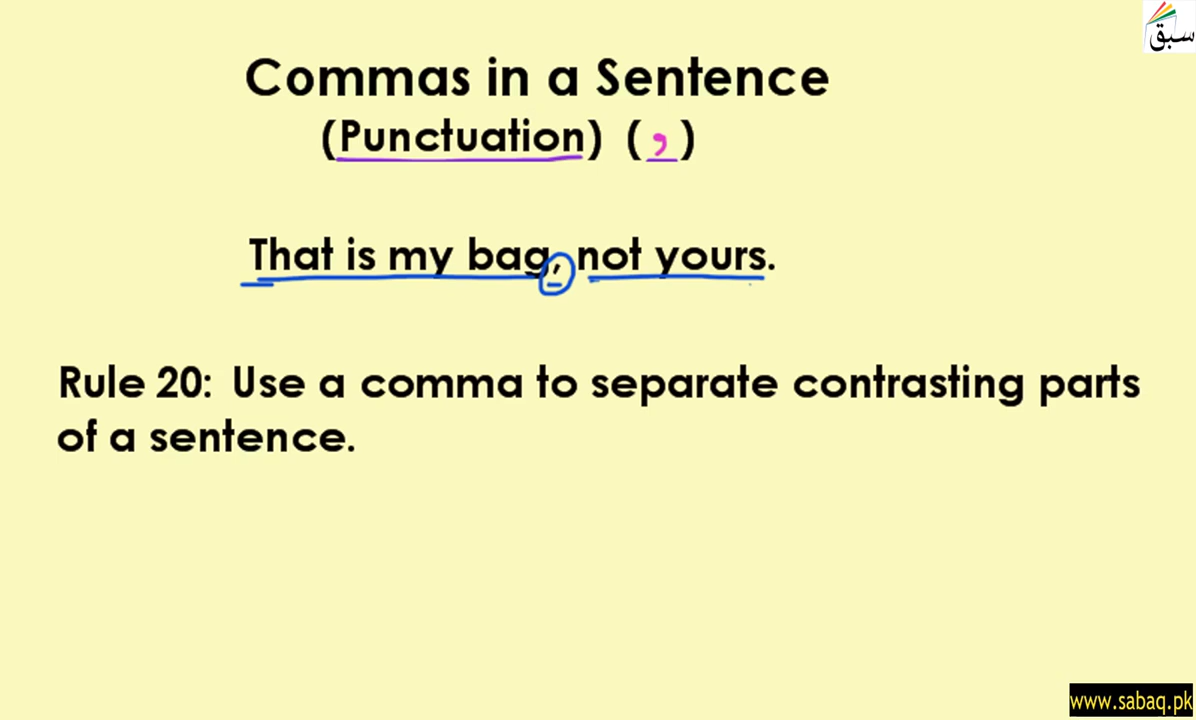 سبق
Commas in a Sentence
(Punctuation) (,)
That is my bag, not yours.
Rule 20: Use a comma to separate contrasting parts
of a sentence.
www.sabaq.pk